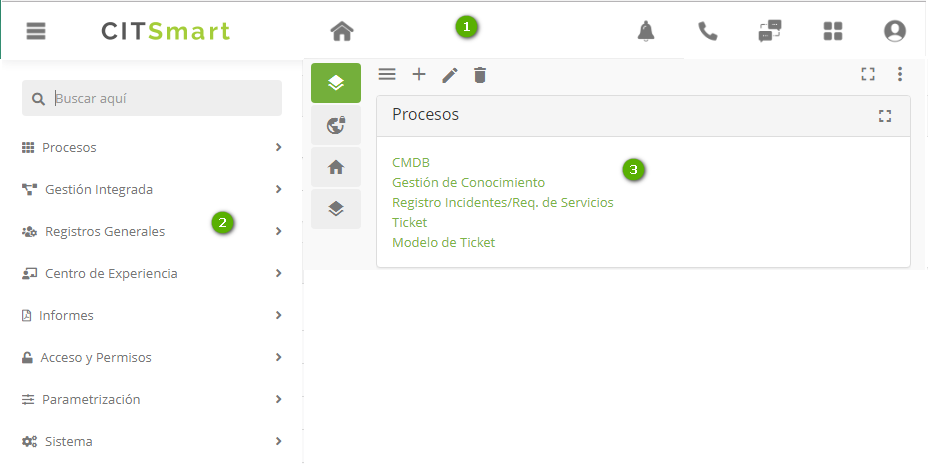 CITSmart
1
Buscar aquí
Procesos
Gestión Integrada
Registros Generales
2
Centro de Experiencia
Informes
Acceso y Permisos
Parametrización
Sistema
Procesos
CMDB
3
Gestión de Conocimiento
Registro Incidentes/Req. de Servicios
Ticket
Modelo de Ticket